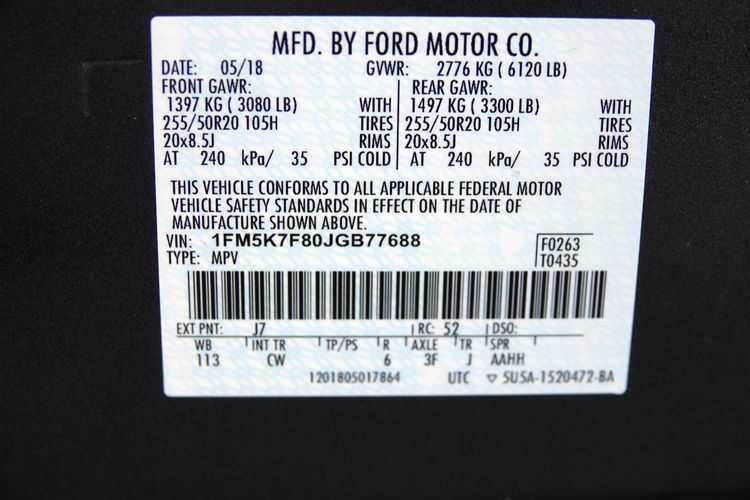 MFD. BY FORD MOTOR CO.
DATE: 05/18 GVWR: 2776 KG ( 6120 LB)
FRONT GAWR: REAR GAWR:
1397 KG ( 3080 LB) WITH 1497 KG ( 3300 LB) WITH
255/50R20 105H TIRES 255/50R20 105H TIRES
20x8.5J RIMS 20x8.5J RIMS
AT 240 kPa/ 35 PSI COLD AT 240 kPa/ 35 PSI COLD
THIS VEHICLE CONFORMS TO ALL APPLICABLE FEDERAL MOTOR
VEHICLE SAFETY STANDARDS IN EFFECT ON THE DATE OF
MANUFACTURE SHOWN ABOVE.
VIN: 1FM5K7F80JGB77688 F0263
TYPE: MPV T0435
EXT PNT: J7 RC: 52 DSO:
WB INT TR TP/PS R AXLE TR SPR
113 CW 6 3F J AAHH
1201805017864 UTC ▽ 5U5A-1520472-BA